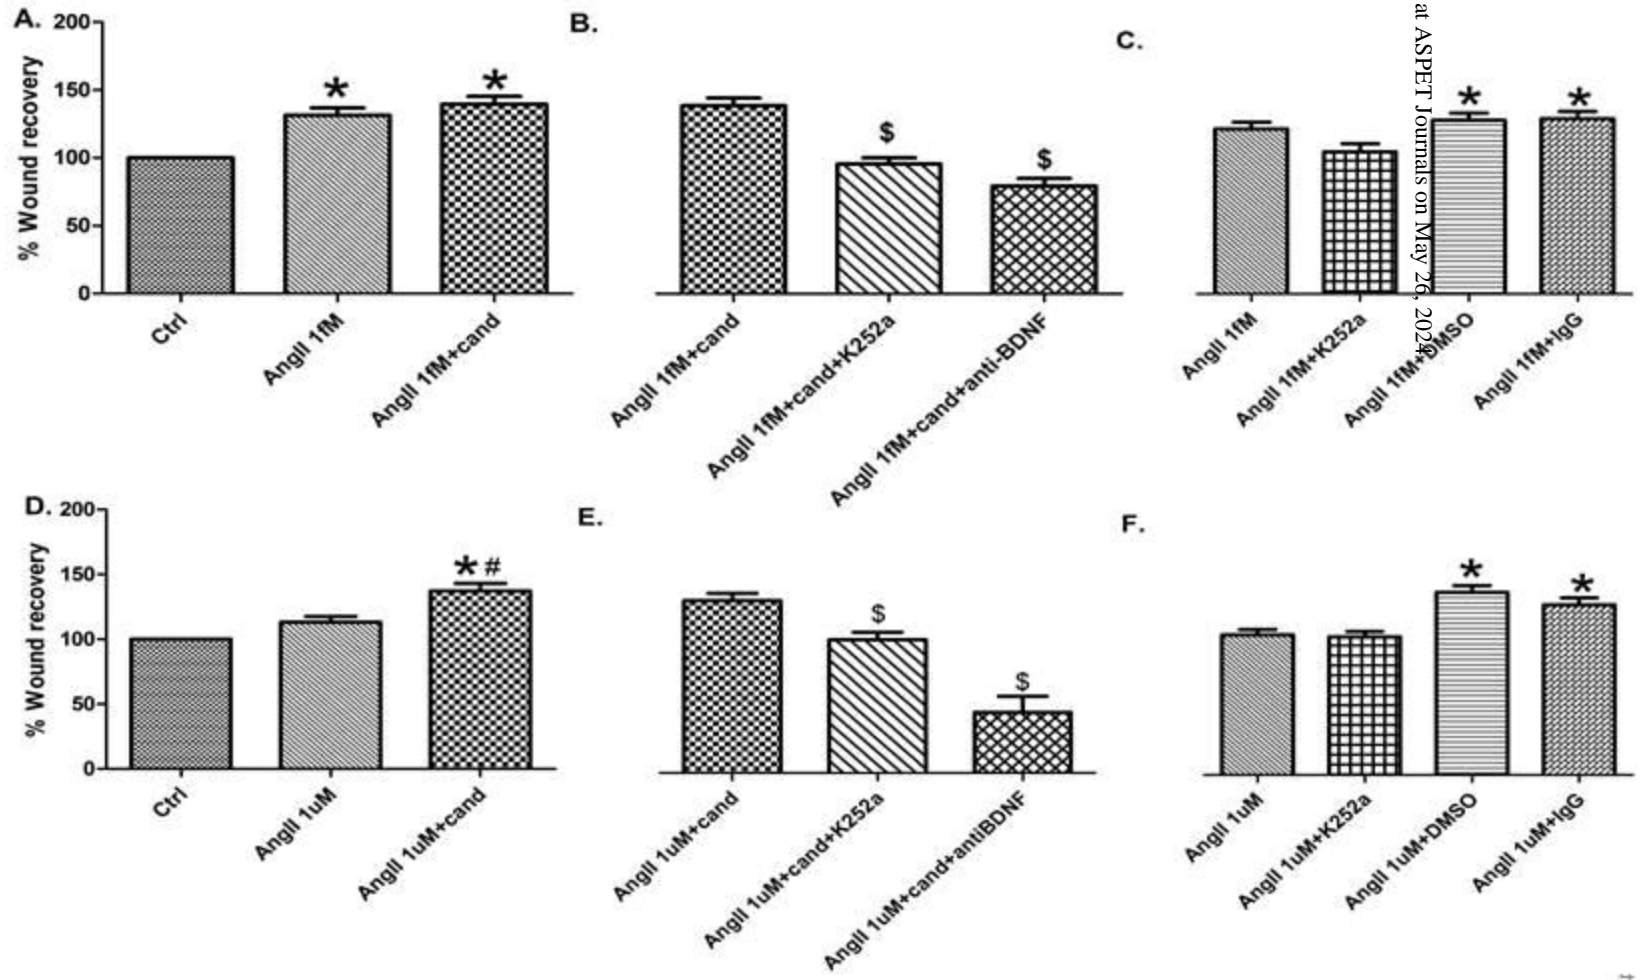 A.
200
150
100
50
0
% Wound recovery
*
*
Ctrl
AngII 1fM
AngII 1fM+cand
B.
$
$
AngII 1fM+cand
AngII 1fM+cand+K252a
AngII 1fM+cand+anti-BDNF
C.
*
*
AngII 1fM
AngII 1fM+K252a
AngII 1fM+DMSO
AngII 1fM+IgG
at ASPET Journals on May 26, 2024
D.
200
150
100
50
0
% Wound recovery
* #
Ctrl
AngII 1uM
AngII 1uM+cand
E.
$
$
AngII 1uM+cand
AngII 1uM+cand+K252a
AngII 1uM+cand+antiBDNF
F.
*
*
AngII 1uM
AngII 1uM+K252a
AngII 1uM+DMSO
AngII 1uM+IgG